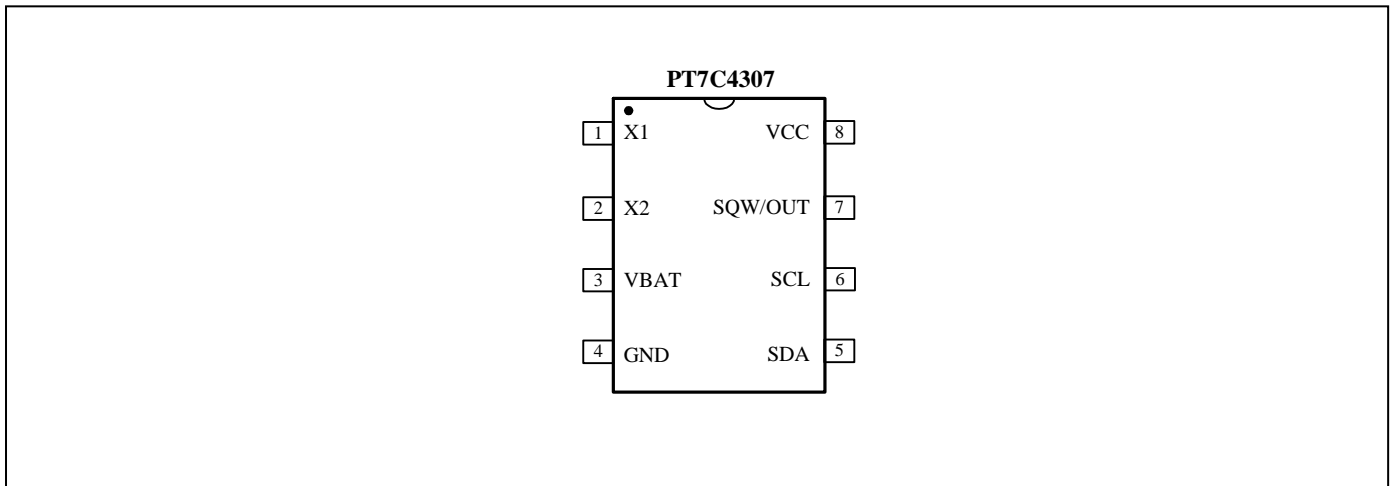 PT7C4307
1 X1 VCC 8
2 X2 SQW/OUT 7
3 VBAT SCL 6
4 GND SDA 5